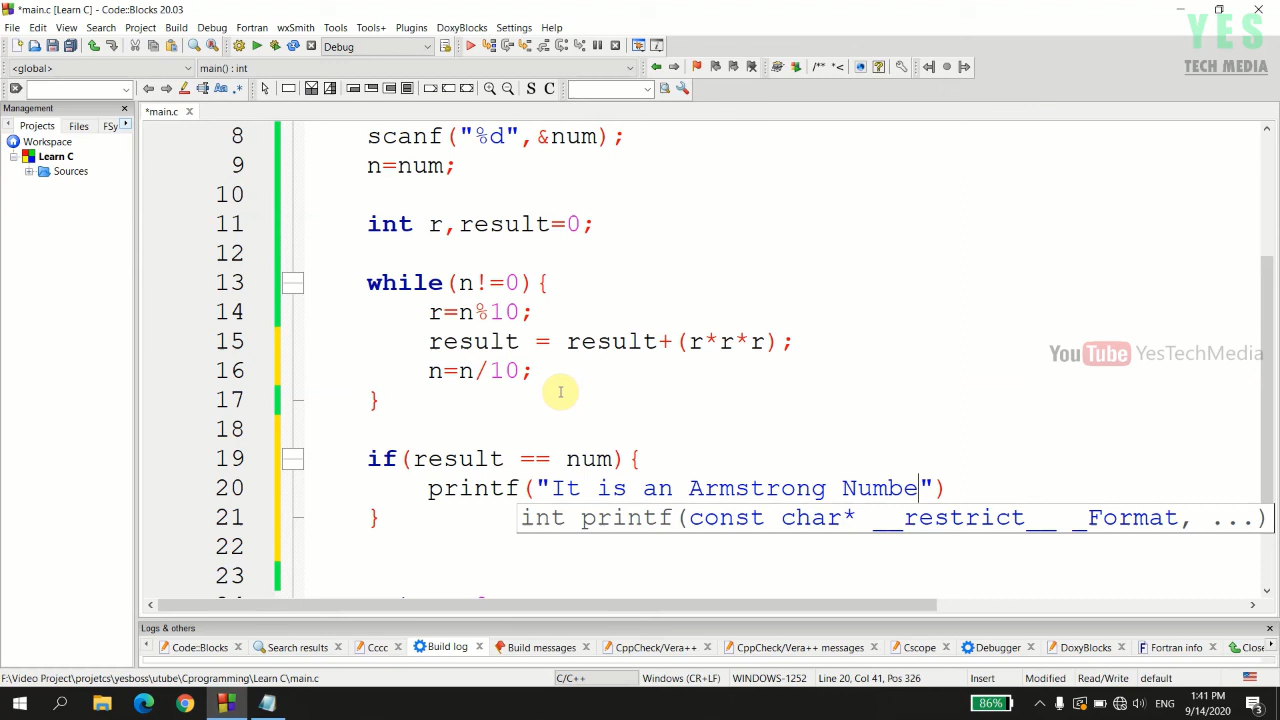 *main.c [Learn C] - Code::Blocks 20.03
File Edit View Search Project Build Debug Fortran wxSmith Tools Tools+ Plugins DoxyBlocks Settings Help
YES
TECH MEDIA
Debug
<global> main() : int
/** *<
Aa .* S C
Management
*main.c
Projects Files FSy
Workspace
Learn C
Sources
8 scanf("%d",&num);
9 n=num;
10
11 int r,result=0;
12
13 while(n!=0){
14 r=n%10;
15 result = result+(r*r*r);
16 n=n/10;
17 }
18
19 if(result == num){
20 printf("It is an Armstrong Numbe")
int printf(const char* __restrict__ _Format, ...)
21 }
22
23
YouTube YesTechMedia
Logs & others
Code::Blocks Search results Cccc Build log Build messages CppCheck/Vera++ CppCheck/Vera++ messages Cscope Debugger DoxyBlocks Fortran info Close
F:\Video Project\projetcs\yesboss\utube\Cprogramming\Learn C\main.c C/C++ Windows (CR+LF) WINDOWS-1252 Line 20, Col 41, Pos 326 Insert Modified Read/Write default
86% ENG 1:41 PM
9/14/2020 3